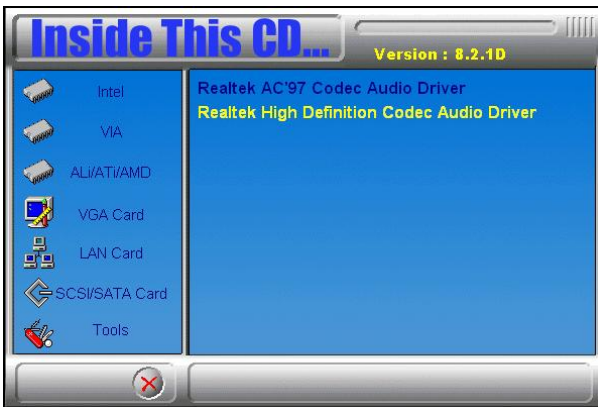 Inside This CD...
Version : 8.2.1D
Intel
VIA
ALi/ATi/AMD
VGA Card
LAN Card
SCSI/SATA Card
Tools
Realtek AC'97 Codec Audio Driver
Realtek High Definition Codec Audio Driver